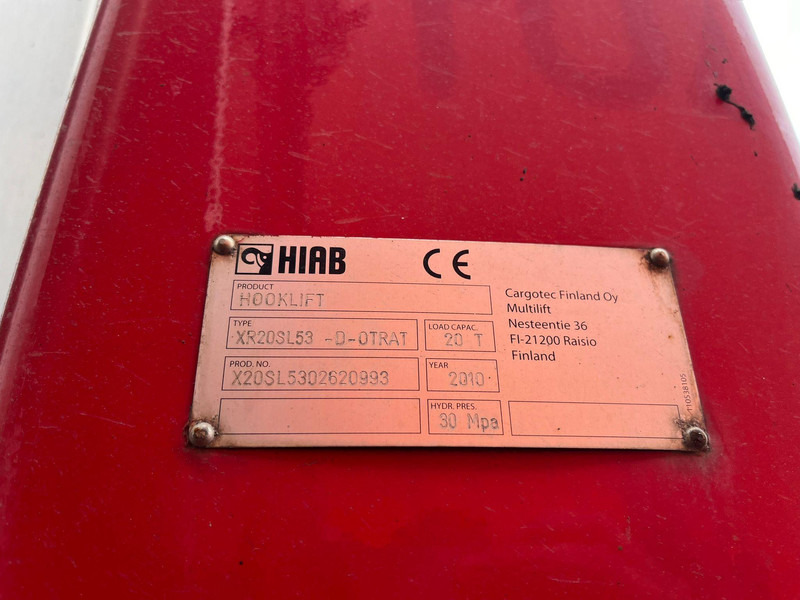 HIAB CE
PRODUCT
HOOKLIFT
TYPE
XR20SL53 -D-OTRAT
LOAD CAPAC.
20 T
PROD. NO.
X20SL5302620993
YEAR
2010
HYDR. PRES.
30 Mpa
Cargotec Finland Oy
Multilift
Nesteentie 36
FI-21200 Raisio
Finland